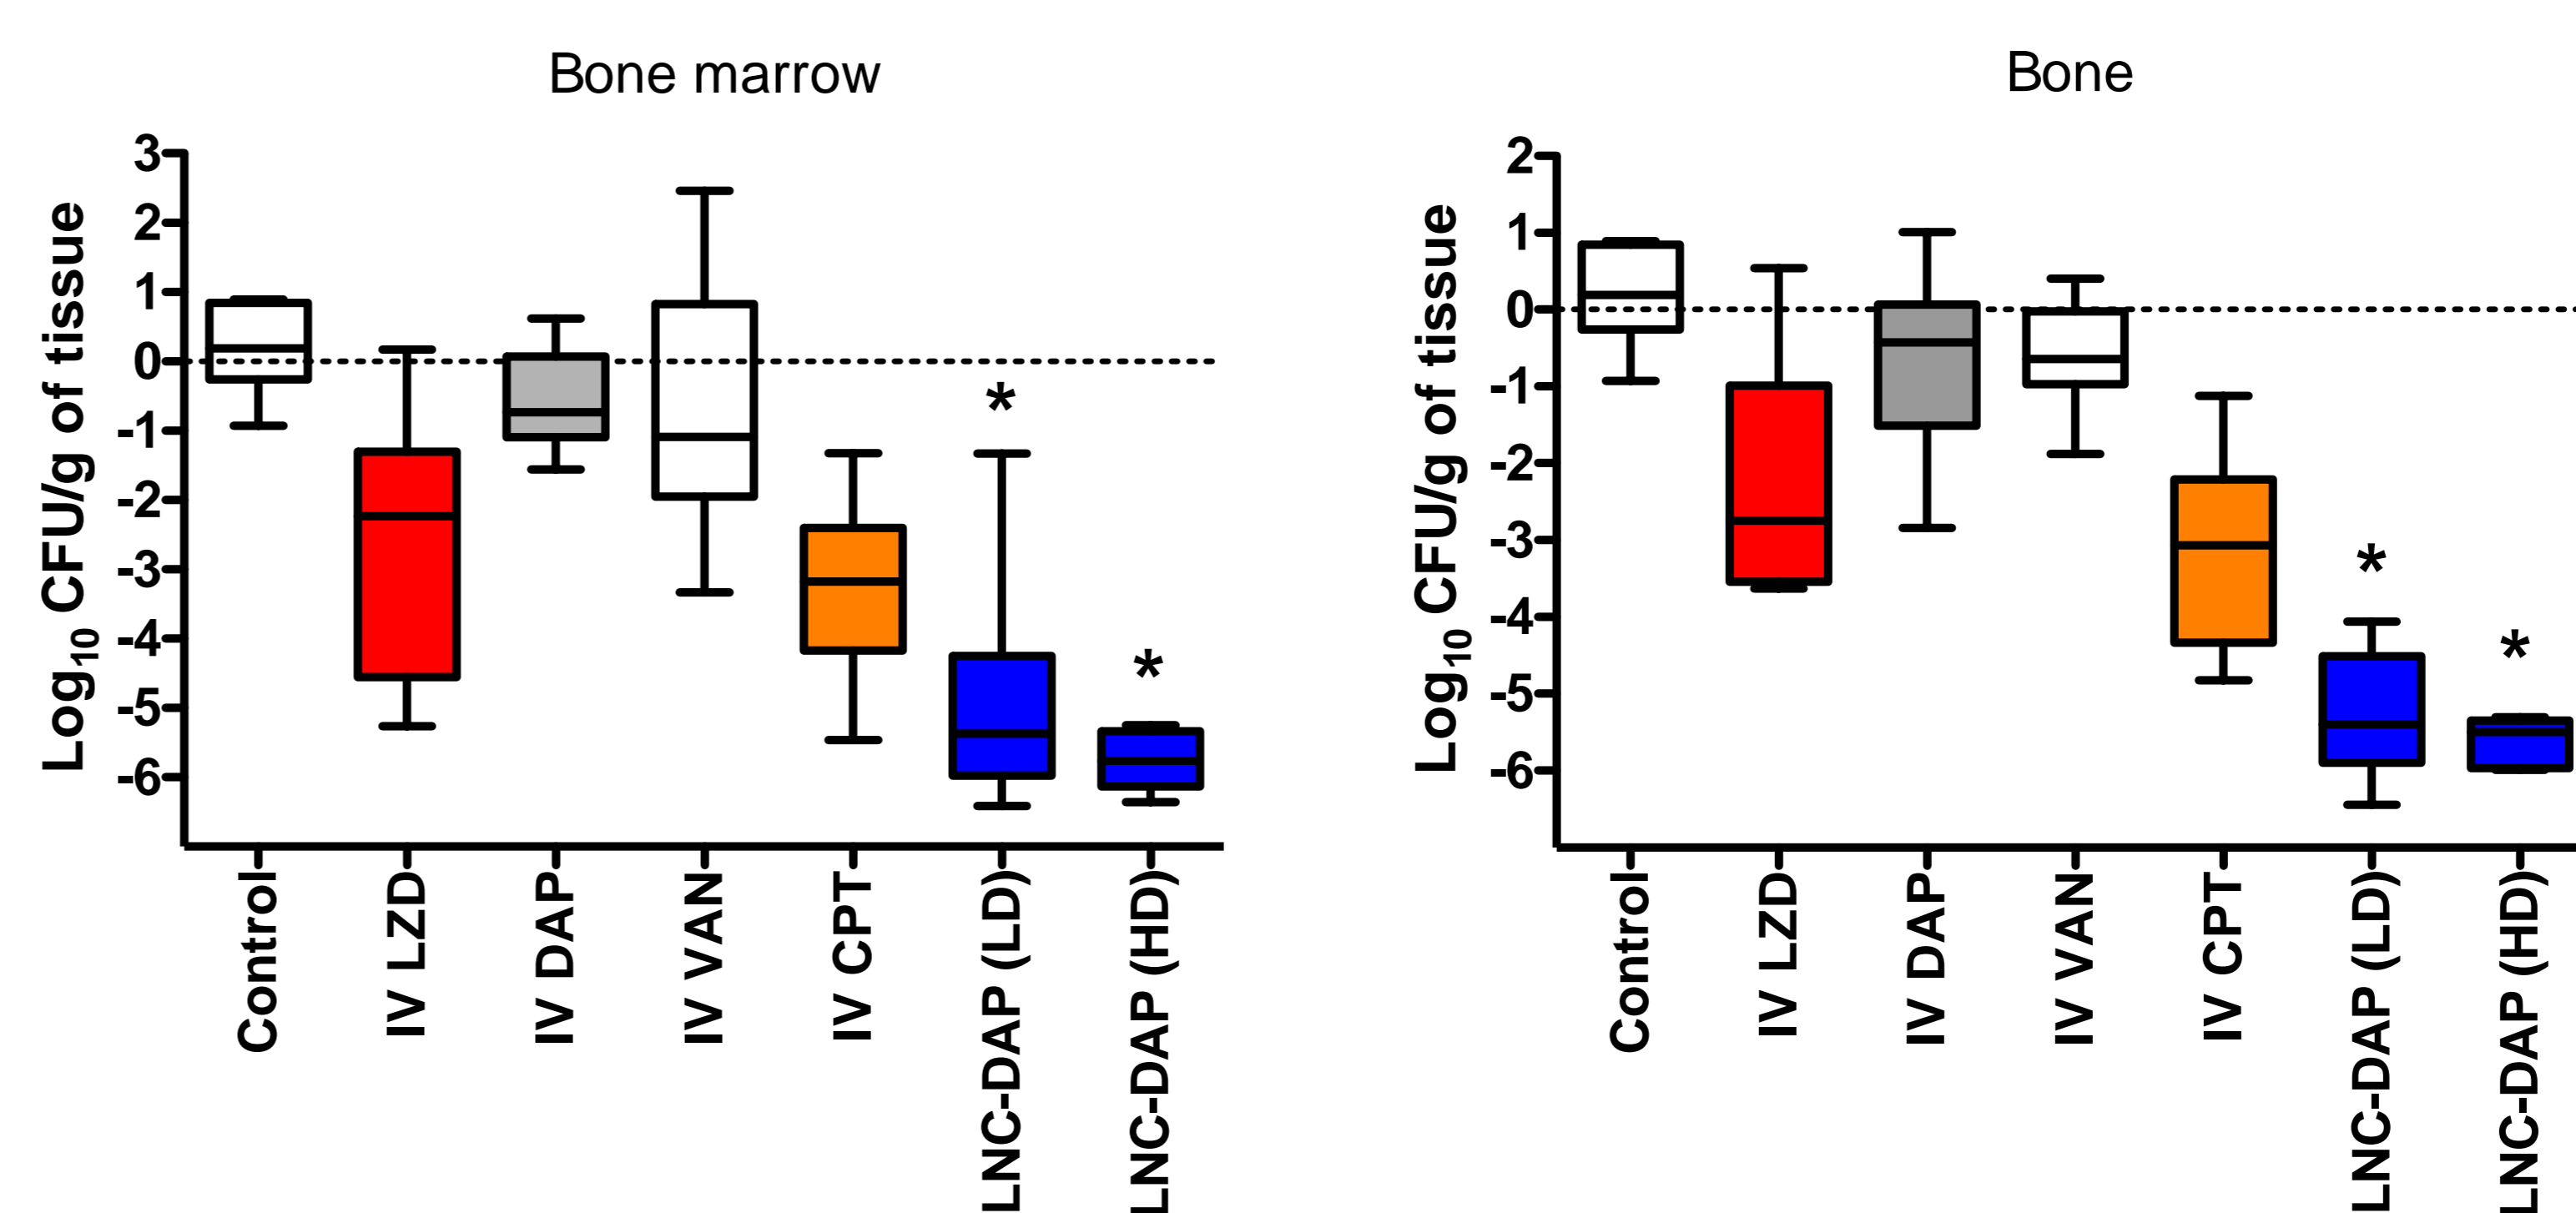 Bone marrow
Log10 CFU/g of tissue
3
2
1
0
-1
-2
-3
-4
-5
-6
*
*
Control
IV LZD
IV DAP
IV VAN
IV CPT
LNC-DAP (LD)
LNC-DAP (HD)
Bone
Log10 CFU/g of tissue
2
1
0
-1
-2
-3
-4
-5
-6
*
*
Control
IV LZD
IV DAP
IV VAN
IV CPT
LNC-DAP (LD)
LNC-DAP (HD)